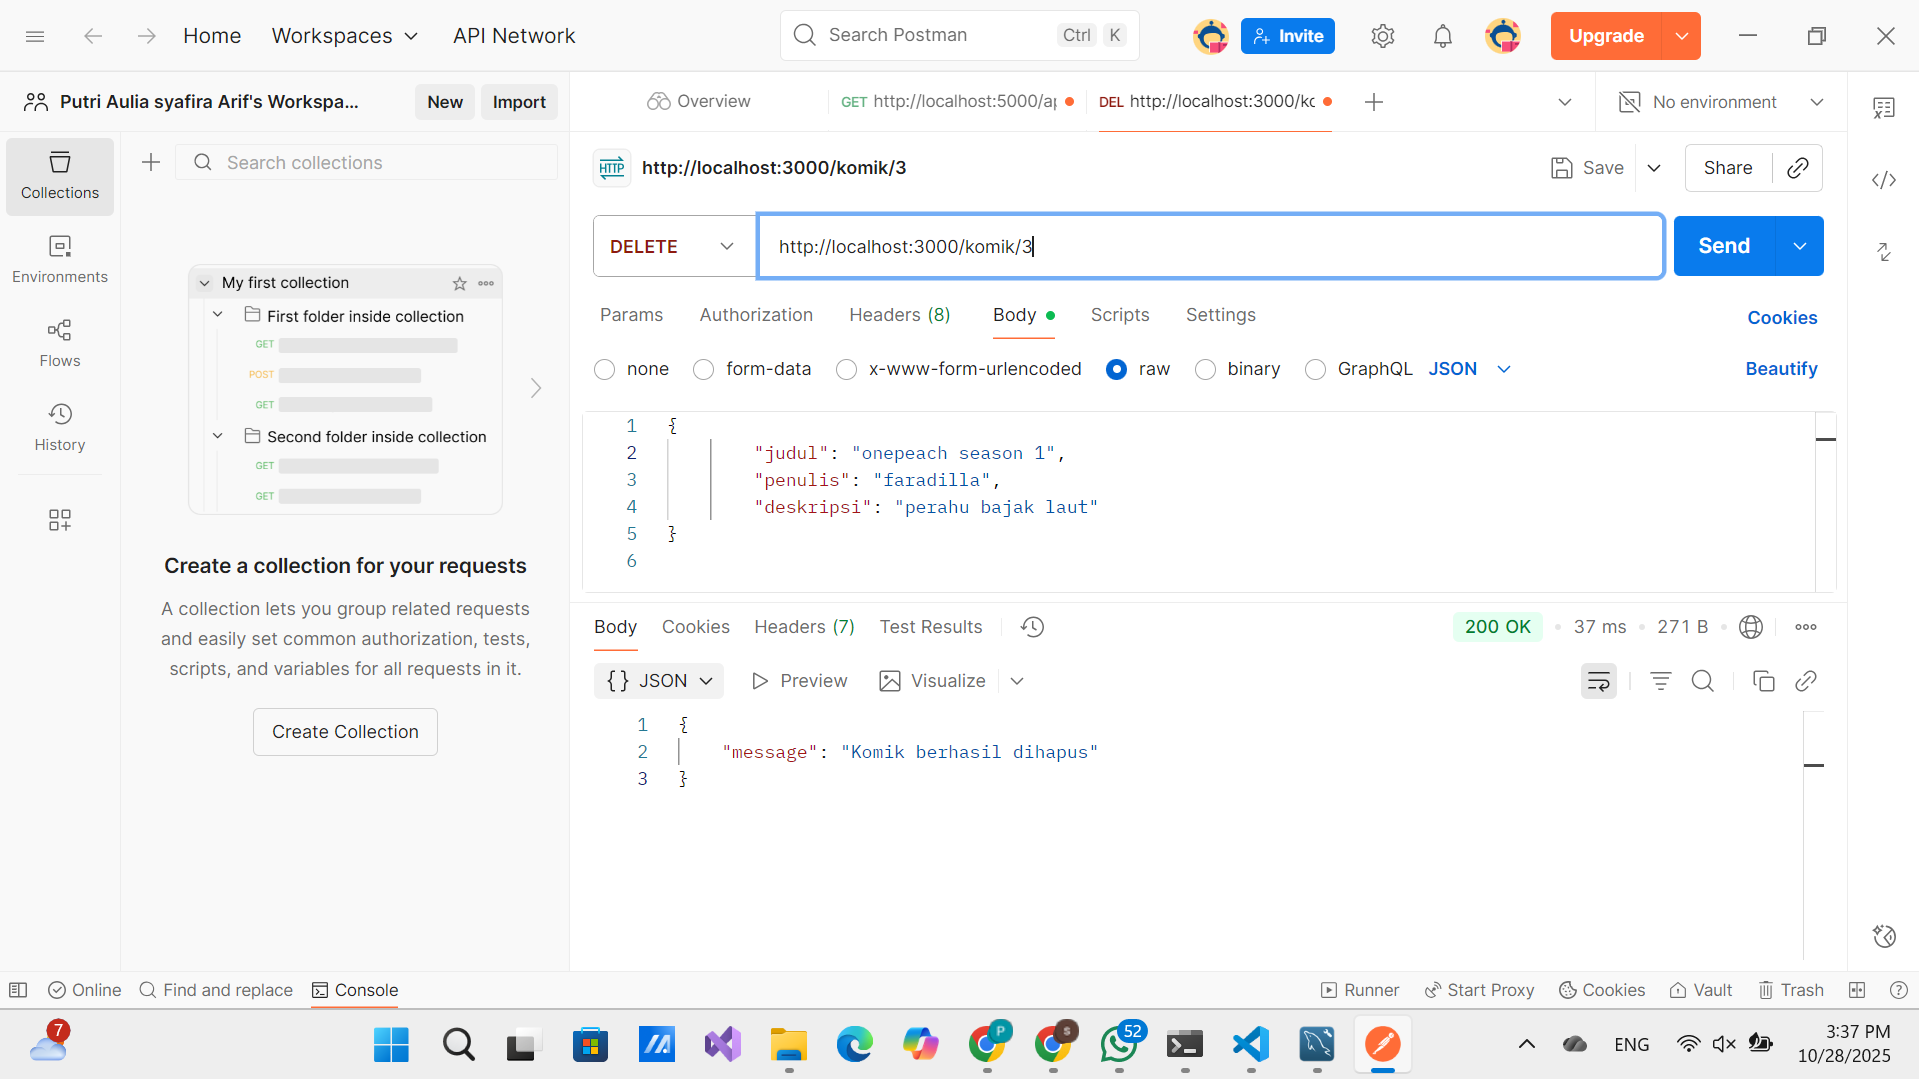 Home
Workspaces
API Network
Search Postman
Ctrl
K
Invite
Upgrade
Putri Aulia syafira Arif's Workspa...
New
Import
Overview
GET http://localhost:5000/ap
DEL http://localhost:3000/kc
No environment
Collections
Environments
Flows
History
Search collections
My first collection
First folder inside collection
GET
POST
GET
Second folder inside collection
GET
GET
Create a collection for your requests
A collection lets you group related requests
and easily set common authorization, tests,
scripts, and variables for all requests in it.
Create Collection
HTTP http://localhost:3000/komik/3
Save
Share
DELETE
http://localhost:3000/komik/3
Send
Params Authorization Headers (8) Body Scripts Settings
Cookies
none form-data x-www-form-urlencoded raw binary GraphQL JSON
Beautify
1 {
2 "judul": "onepeach season 1",
3 "penulis": "faradilla",
4 "deskripsi": "perahu bajak laut"
5 }
6
Body Cookies Headers (7) Test Results
200 OK • 37 ms • 271 B
{} JSON
Preview
Visualize
1 {
2 "message": "Komik berhasil dihapus"
3 }
Online
Find and replace
Console
Runner
Start Proxy
Cookies
Vault
Trash
7
P
S
52
ENG
3:37 PM
10/28/2025